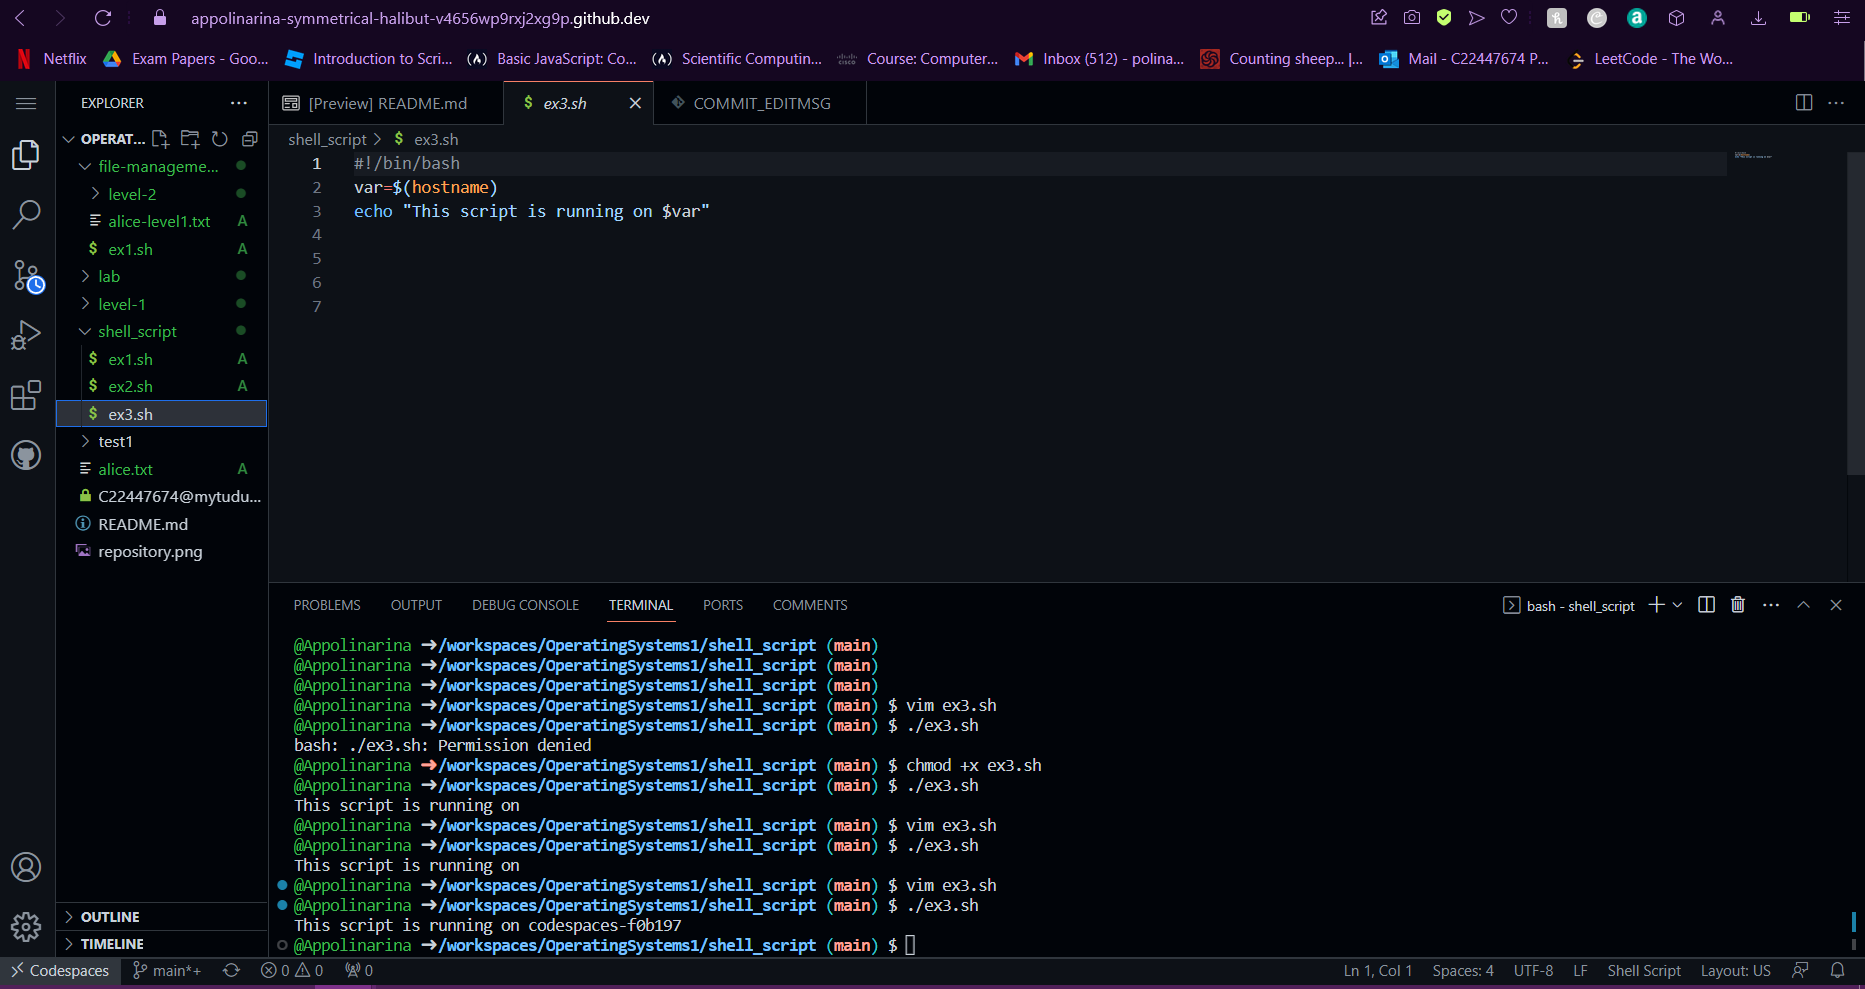 appolinarina-symmetrical-halibut-v4656wp9rxj2xg9p.github.dev
Netflix Exam Papers - Goo... Introduction to Scri... (A) Basic JavaScript: Co... (A) Scientific Computin... Course: Computer... Inbox (512) - polina... Counting sheep... |... Mail - C22447674 P... LeetCode - The Wo...
EXPLORER ...
[Preview] README.md
$ ex3.sh
COMMIT_EDITMSG
OPERAT...
file-manageme...
level-2
alice-level1.txt A
$ ex1.sh A
lab
level-1
shell_script
$ ex1.sh A
$ ex2.sh A
$ ex3.sh
test1
alice.txt A
C22447674@mytudu...
README.md
repository.png
OUTLINE
TIMELINE
shell_script > $ ex3.sh
1 #!/bin/bash
2 var=$(hostname)
3 echo "This script is running on $var"
4
5
6
7
PROBLEMS OUTPUT DEBUG CONSOLE TERMINAL PORTS COMMENTS
bash - shell_script
@Appolinarina ➜/workspaces/OperatingSystems1/shell_script (main)
@Appolinarina ➜/workspaces/OperatingSystems1/shell_script (main)
@Appolinarina ➜/workspaces/OperatingSystems1/shell_script (main)
@Appolinarina ➜/workspaces/OperatingSystems1/shell_script (main) $ vim ex3.sh
@Appolinarina ➜/workspaces/OperatingSystems1/shell_script (main) $ ./ex3.sh
bash: ./ex3.sh: Permission denied
@Appolinarina ➜/workspaces/OperatingSystems1/shell_script (main) $ chmod +x ex3.sh
@Appolinarina ➜/workspaces/OperatingSystems1/shell_script (main) $ ./ex3.sh
This script is running on
@Appolinarina ➜/workspaces/OperatingSystems1/shell_script (main) $ vim ex3.sh
@Appolinarina ➜/workspaces/OperatingSystems1/shell_script (main) $ ./ex3.sh
This script is running on
@Appolinarina ➜/workspaces/OperatingSystems1/shell_script (main) $ vim ex3.sh
@Appolinarina ➜/workspaces/OperatingSystems1/shell_script (main) $ ./ex3.sh
This script is running on codespaces-f0b197
@Appolinarina ➜/workspaces/OperatingSystems1/shell_script (main) $
Codespaces main*+ 0 0 0 Ln 1, Col 1 Spaces: 4 UTF-8 LF Shell Script Layout: US